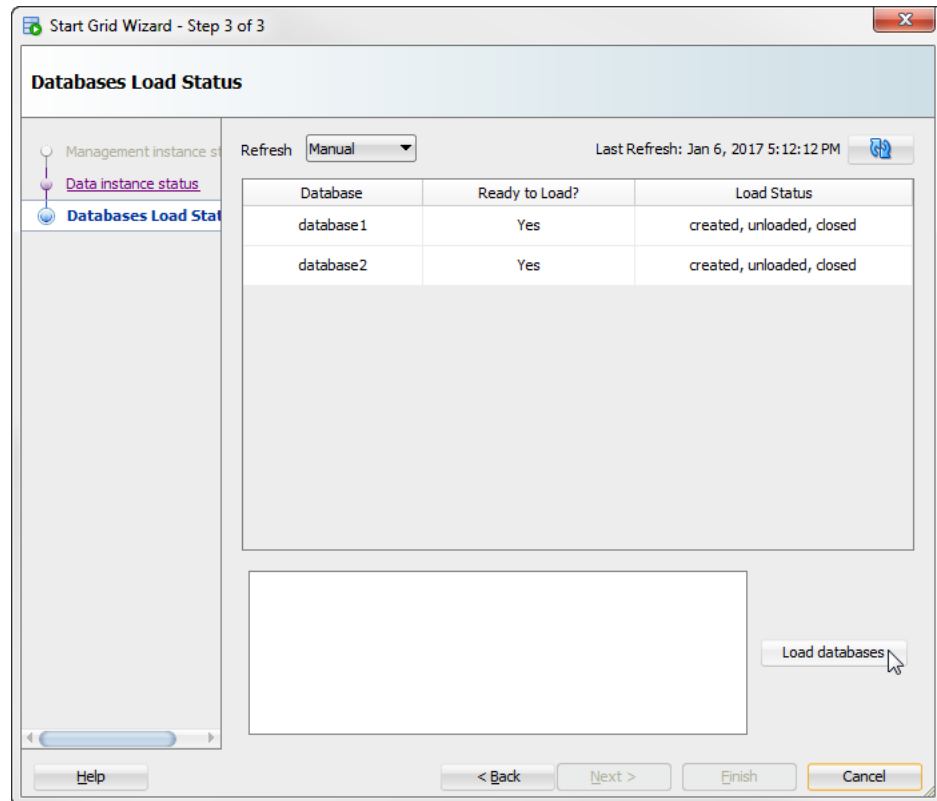 Start Grid Wizard - Step 3 of 3
Databases Load Status
Management instance st
Data instance status
Databases Load Stat
Refresh Manual Last Refresh: Jan 6, 2017 5:12:12 PM
Database Ready to Load? Load Status
database1 Yes created, unloaded, closed
database2 Yes created, unloaded, closed
Load databases
Help < Back Next > Finish Cancel